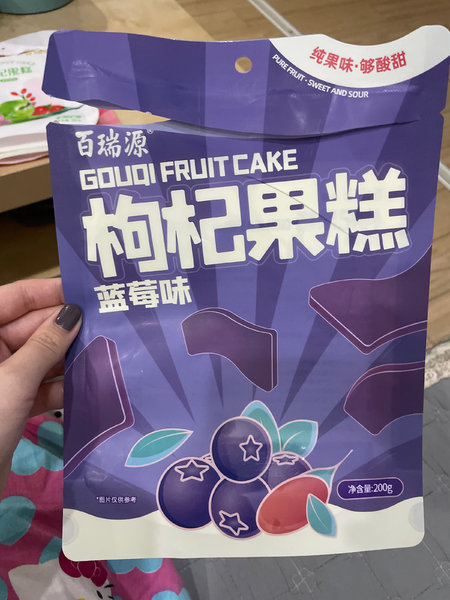 纯果味·够酸甜
PURE FRUIT - SWEET AND SOUR
百瑞源®
GOUQI FRUIT CAKE
枸杞果糕
蓝莓味
*图片仅供参考
净含量:200g